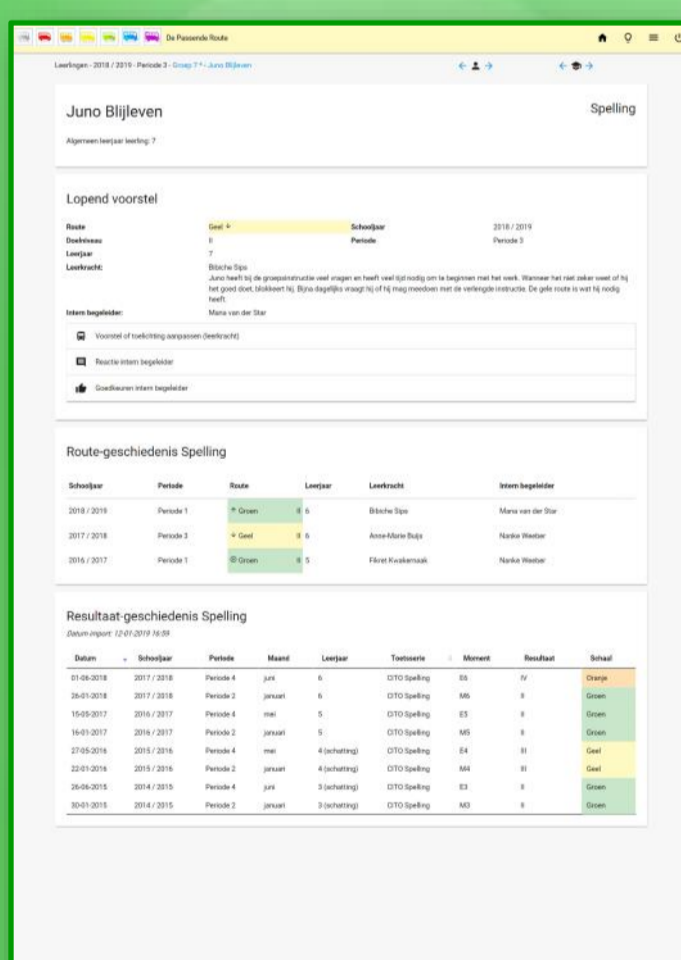 De Passende Route
Leerlingen - 2018 / 2019 - Periode 3 - Groep 7 * - Juno Blijleven
Juno Blijleven
Spelling
Algemeen leerjaar leerling: 7
Lopend voorstel
Route Geel ↓ Schooljaar 2018 / 2019
Doelniveau II Periode Periode 3
Leerjaar 7
Leerkracht: Bibiche Sips
Juno heeft bij de groepsinstructie veel vragen en heeft veel tijd nodig om te beginnen met het werk. Wanneer het niet zeker weet of hij
het goed doet, blokkeert hij. Bijna dagelijks vraagt hij of hij mag meedoen met de verlengde instructie. De gele route is wat hij nodig
heeft.
Intern begeleider: Mana van der Star
Voorstel of toelichting aanpassen (leerkracht)
Reactie intern begeleider
Goedkeuren intern begeleider
Route-geschiedenis Spelling
Schooljaar Periode Route Leerjaar Leerkracht Intern begeleider
2018 / 2019 Periode 1 ↑ Groen II 6 Bibiche Sips Mana van der Star
2017 / 2018 Periode 3 ↓ Geel II 6 Anne-Marie Buijs Nanke Weeber
2016 / 2017 Periode 1 Groen II 5 Fikret Kwakernaak Nanke Weeber
Resultaat-geschiedenis Spelling
Datum import: 12-01-2019 16:59
Datum Schooljaar Periode Maand Leerjaar Toetsserie Moment Resultaat Schaal
01-06-2018 2017 / 2018 Periode 4 juni 6 CITO Spelling E6 IV Oranje
26-01-2018 2017 / 2018 Periode 2 januari 6 CITO Spelling M6 II Groen
15-05-2017 2016 / 2017 Periode 4 mei 5 CITO Spelling E5 II Groen
16-01-2017 2016 / 2017 Periode 2 januari 5 CITO Spelling M5 II Groen
27-05-2016 2015 / 2016 Periode 4 mei 4 (schatting) CITO Spelling E4 III Geel
22-01-2016 2015 / 2016 Periode 2 januari 4 (schatting) CITO Spelling M4 III Geel
26-06-2015 2014 / 2015 Periode 4 juni 3 (schatting) CITO Spelling E3 II Groen
30-01-2015 2014 / 2015 Periode 2 januari 3 (schatting) CITO Spelling M3 II Groen